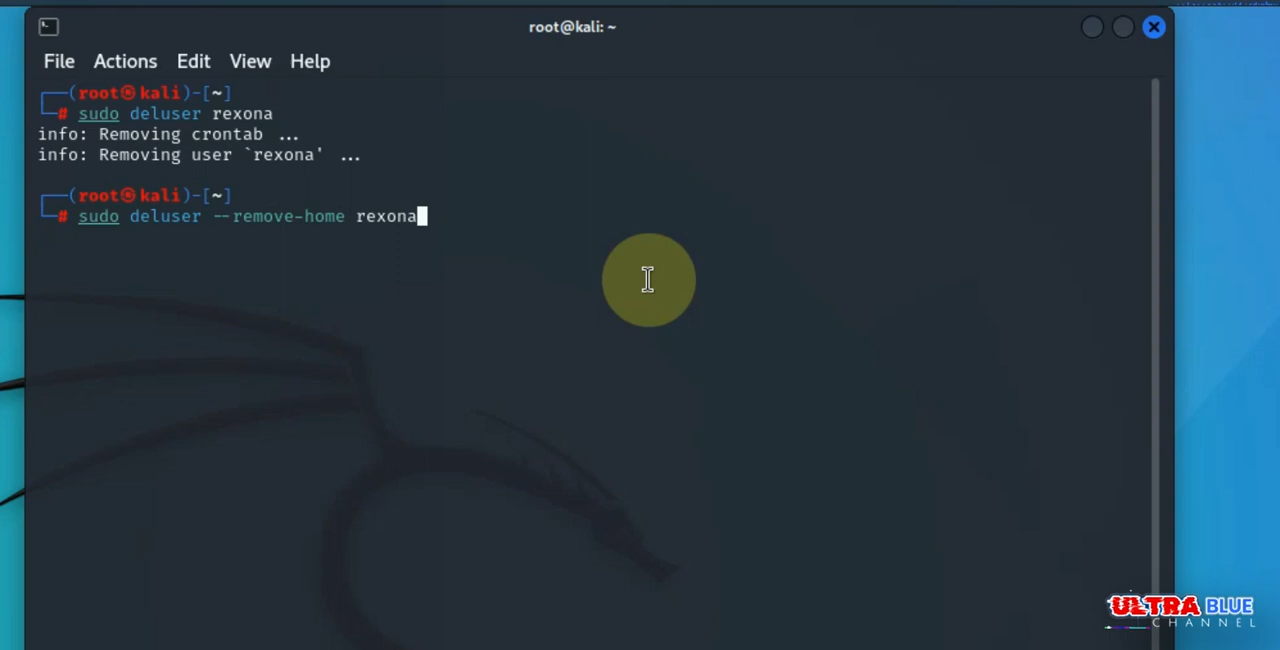 root@kali: ~
File Actions Edit View Help
┌──(root㉿kali)-[~]
└─# sudo deluser rexona
info: Removing crontab ...
info: Removing user `rexona' ...
┌──(root㉿kali)-[~]
└─# sudo deluser --remove-home rexona
ULTRA BLUE
CHANNEL